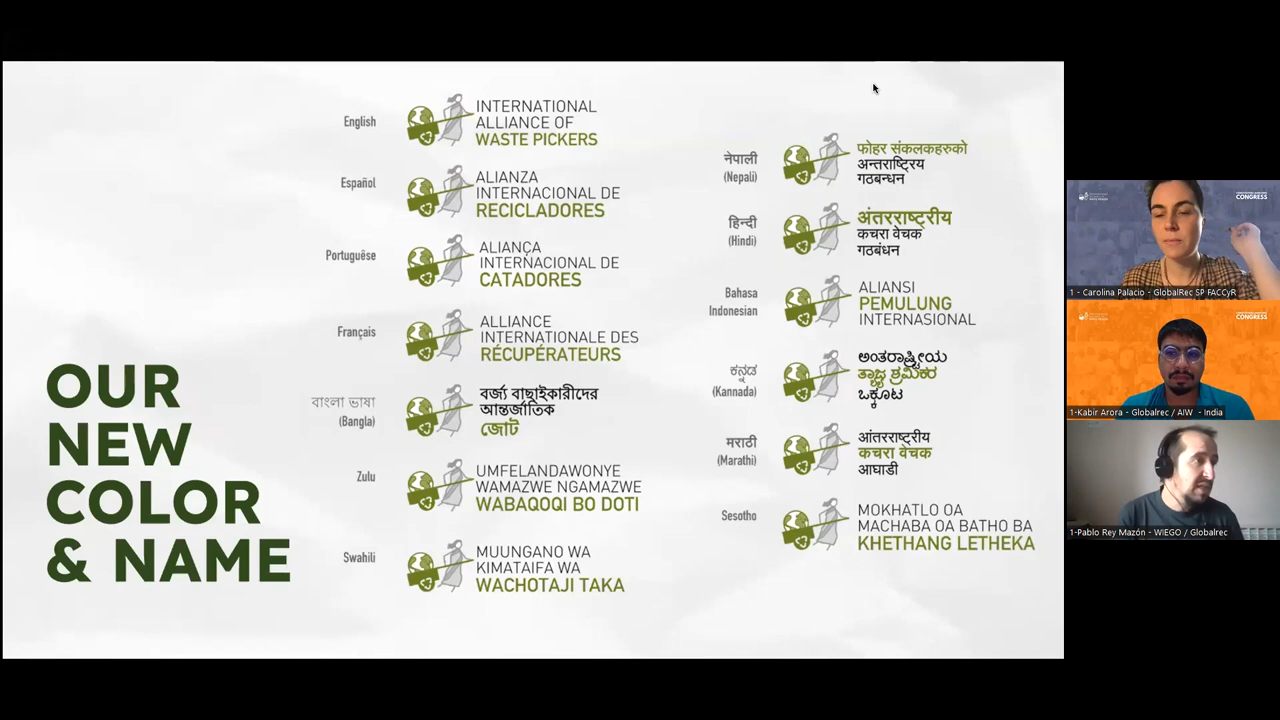 OUR
NEW
COLOR
& NAME
English
INTERNATIONAL
ALLIANCE OF
WASTE PICKERS
Español
ALIANZA
INTERNACIONAL DE
RECICLADORES
Portuguêse
ALIANÇA
INTERNACIONAL DE
CATADORES
Français
ALLIANCE
INTERNATIONALE DES
RÉCUPÉRATEURS
বাংলা ভাষা
(Bangla)
বর্জ্য বাছাইকারীদের
আন্তর্জাতিক
জোট
Zulu
UMFELANDAWONYE
WAMAZWE NGAMAZWE
WABAQOQI BO DOTI
Swahili
MUUNGANO WA
KIMATAIFA WA
WACHOTAJI TAKA
नेपाली
(Nepali)
फोहर संकलकहरुको
अन्तराष्ट्रिय
गठबन्धन
हिन्दी
(Hindi)
अंतरराष्ट्रीय
कचरा वेचक
गठबंधन
Bahasa
Indonesian
ALIANSI
PEMULUNG
INTERNASIONAL
ಕನ್ನಡ
(Kannada)
ಅಂತರಾಷ್ಟ್ರೀಯ
ತ್ಯಾಜ್ಯ ಶ್ರಮಿಕರ
ಒಕ್ಕೂಟ
मराठी
(Marathi)
आंतरराष्ट्रीय
कचरा वेचक
आघाडी
Sesotho
MOKHATLO OA
MACHABA OA BATHO BA
KHETHANG LETHEKA
CONGRESS
1 - Carolina Palacio - GlobalRec SP FACCyR
CONGRESS
1-Kabir Arora - Globalrec / AIW - India
1-Pablo Rey Mazón - WIEGO / Globalrec